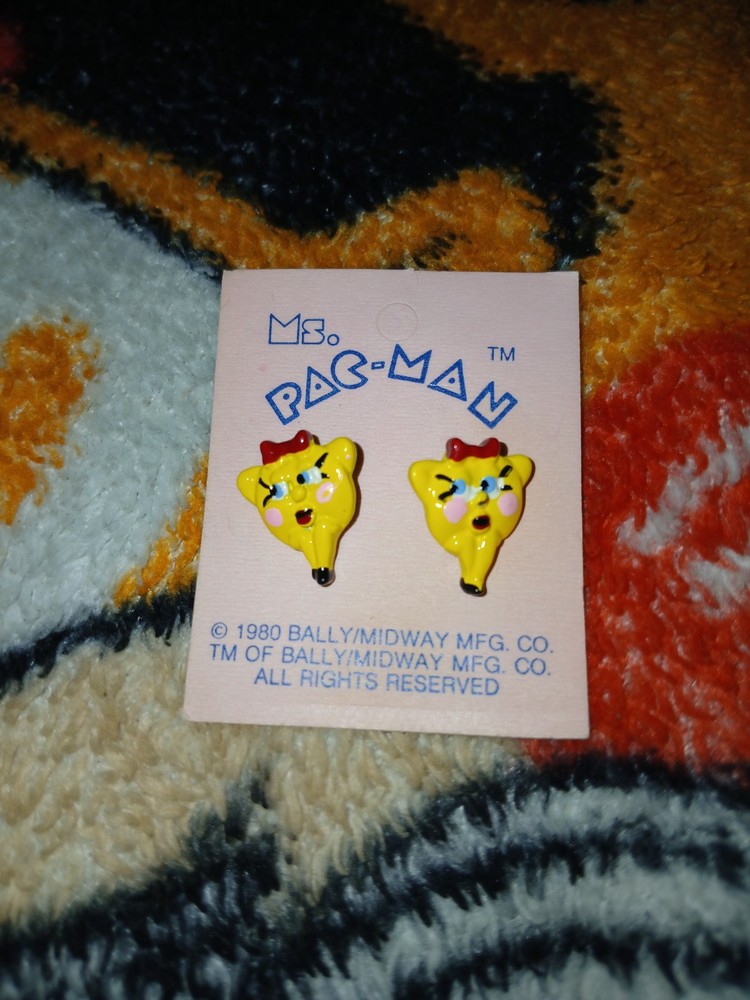 Ms.
PAC-MAN TM
© 1980 BALLY/MIDWAY MFG. CO.
TM OF BALLY/MIDWAY MFG. CO.
ALL RIGHTS RESERVED